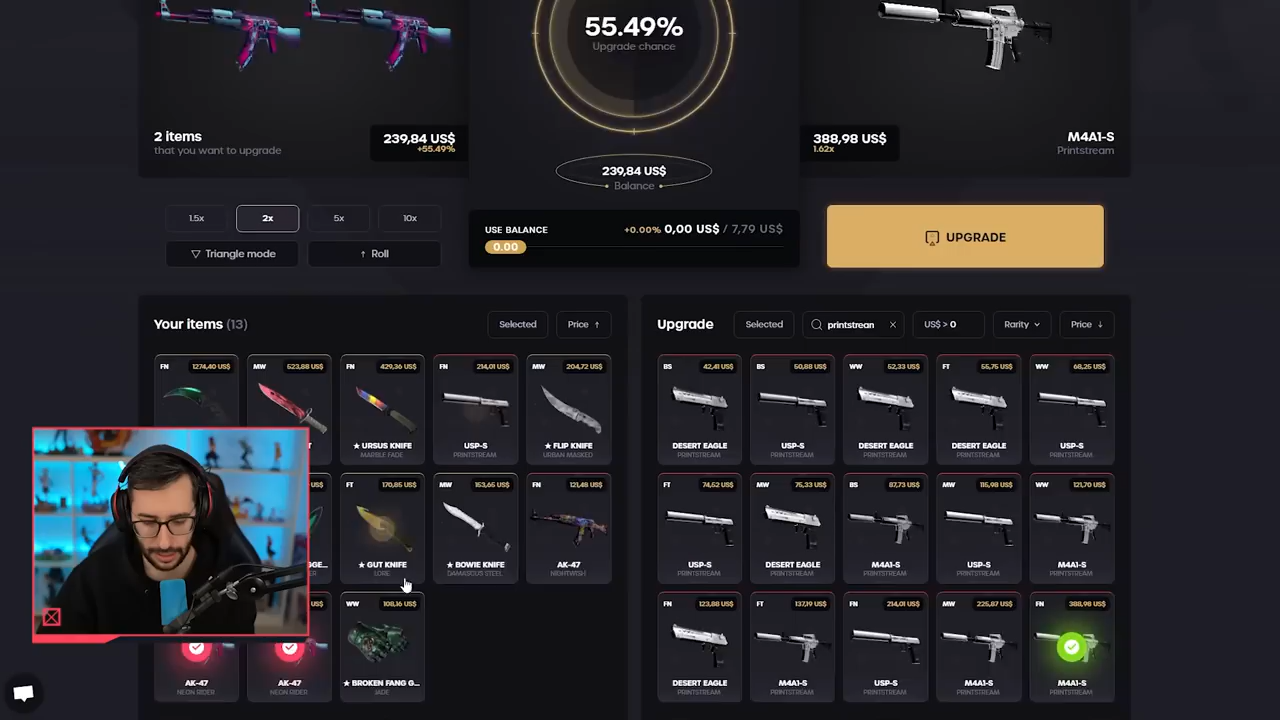 55.49%
Upgrade chance
2 items
that you want to upgrade
239,84 US$
+55.49%
388,98 US$
1.62x
M4A1-S
Printstream
239,84 US$
Balance
1.5x
2x
5x
10x
Triangle mode
Roll
USE BALANCE
+0.00% 0,00 US$ / 7,79 US$
0.00
UPGRADE
Your items (13)
Selected
Price ↑
Upgrade
Selected
printstrean
US$ > 0
Rarity
Price ↓
FN 1274,40 US$
MW 523,88 US$
FN 429,36 US$
FN 214,01 US$
MW 204,72 US$
★ URSUS KNIFE
MARBLE FADE
USP-S
PRINTSTREAM
★ FLIP KNIFE
URBAN MASKED
FT 170,85 US$
MW 153,65 US$
FN 121,48 US$
★ GUT KNIFE
LORE
★ BOWIE KNIFE
DAMASCUS STEEL
AK-47
NIGHTWISH
WW 108,16 US$
AK-47
NEON RIDER
AK-47
NEON RIDER
★ BROKEN FANG G...
JADE
BS 42,41 US$
BS 50,88 US$
WW 52,33 US$
FT 55,75 US$
WW 68,25 US$
DESERT EAGLE
PRINTSTREAM
USP-S
PRINTSTREAM
DESERT EAGLE
PRINTSTREAM
DESERT EAGLE
PRINTSTREAM
USP-S
PRINTSTREAM
FT 74,52 US$
MW 75,33 US$
BS 87,73 US$
MW 115,98 US$
WW 121,70 US$
USP-S
PRINTSTREAM
DESERT EAGLE
PRINTSTREAM
M4A1-S
PRINTSTREAM
USP-S
PRINTSTREAM
M4A1-S
PRINTSTREAM
FN 123,88 US$
FT 137,19 US$
FN 214,01 US$
MW 225,87 US$
FN 388,98 US$
DESERT EAGLE
PRINTSTREAM
M4A1-S
PRINTSTREAM
USP-S
PRINTSTREAM
M4A1-S
PRINTSTREAM
M4A1-S
PRINTSTREAM